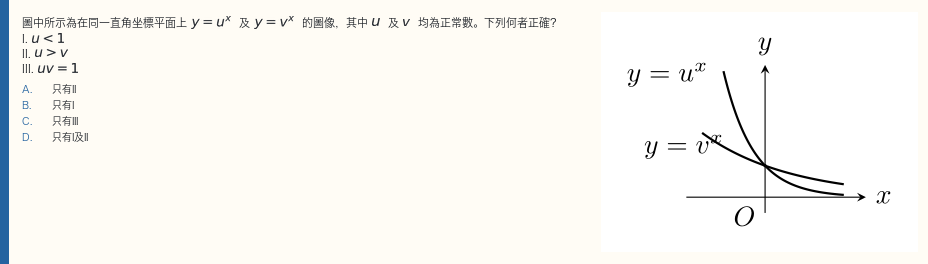 圖中所示為在同一直角坐標平面上 y = u^x 及 y = v^x 的圖像, 其中 u 及 v 均為正常數。下列何者正確?
I. u < 1
II. u > v
III. uv = 1
A. 只有II
B. 只有I
C. 只有III
D. 只有I及II
y
y = u^x
y = v^x
x
O